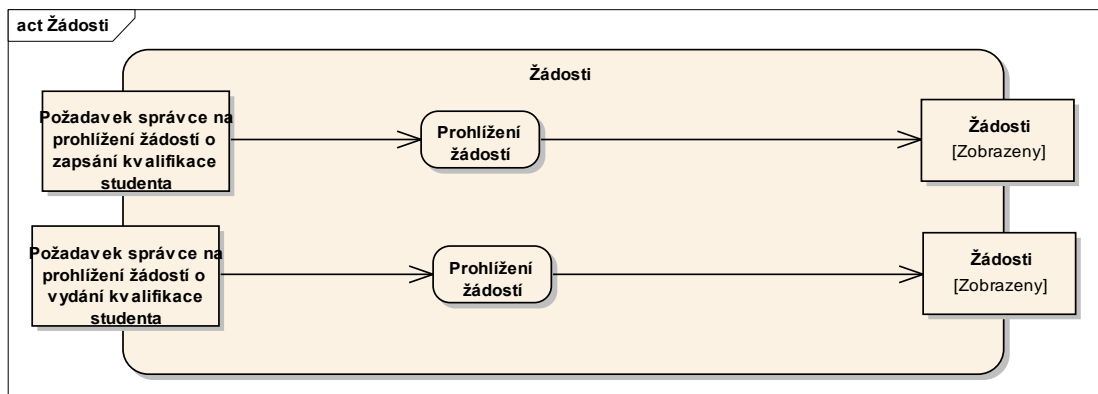 act Žádosti
Žádosti
Požadavek správce na
prohlížení žádostí o
zapsání kvalifikace
studenta
Prohlížení
žádostí
Žádosti
[Zobrazeny]
Požadavek správce na
prohlížení žádostí o
vydání kvalifikace
studenta
Prohlížení
žádostí
Žádosti
[Zobrazeny]